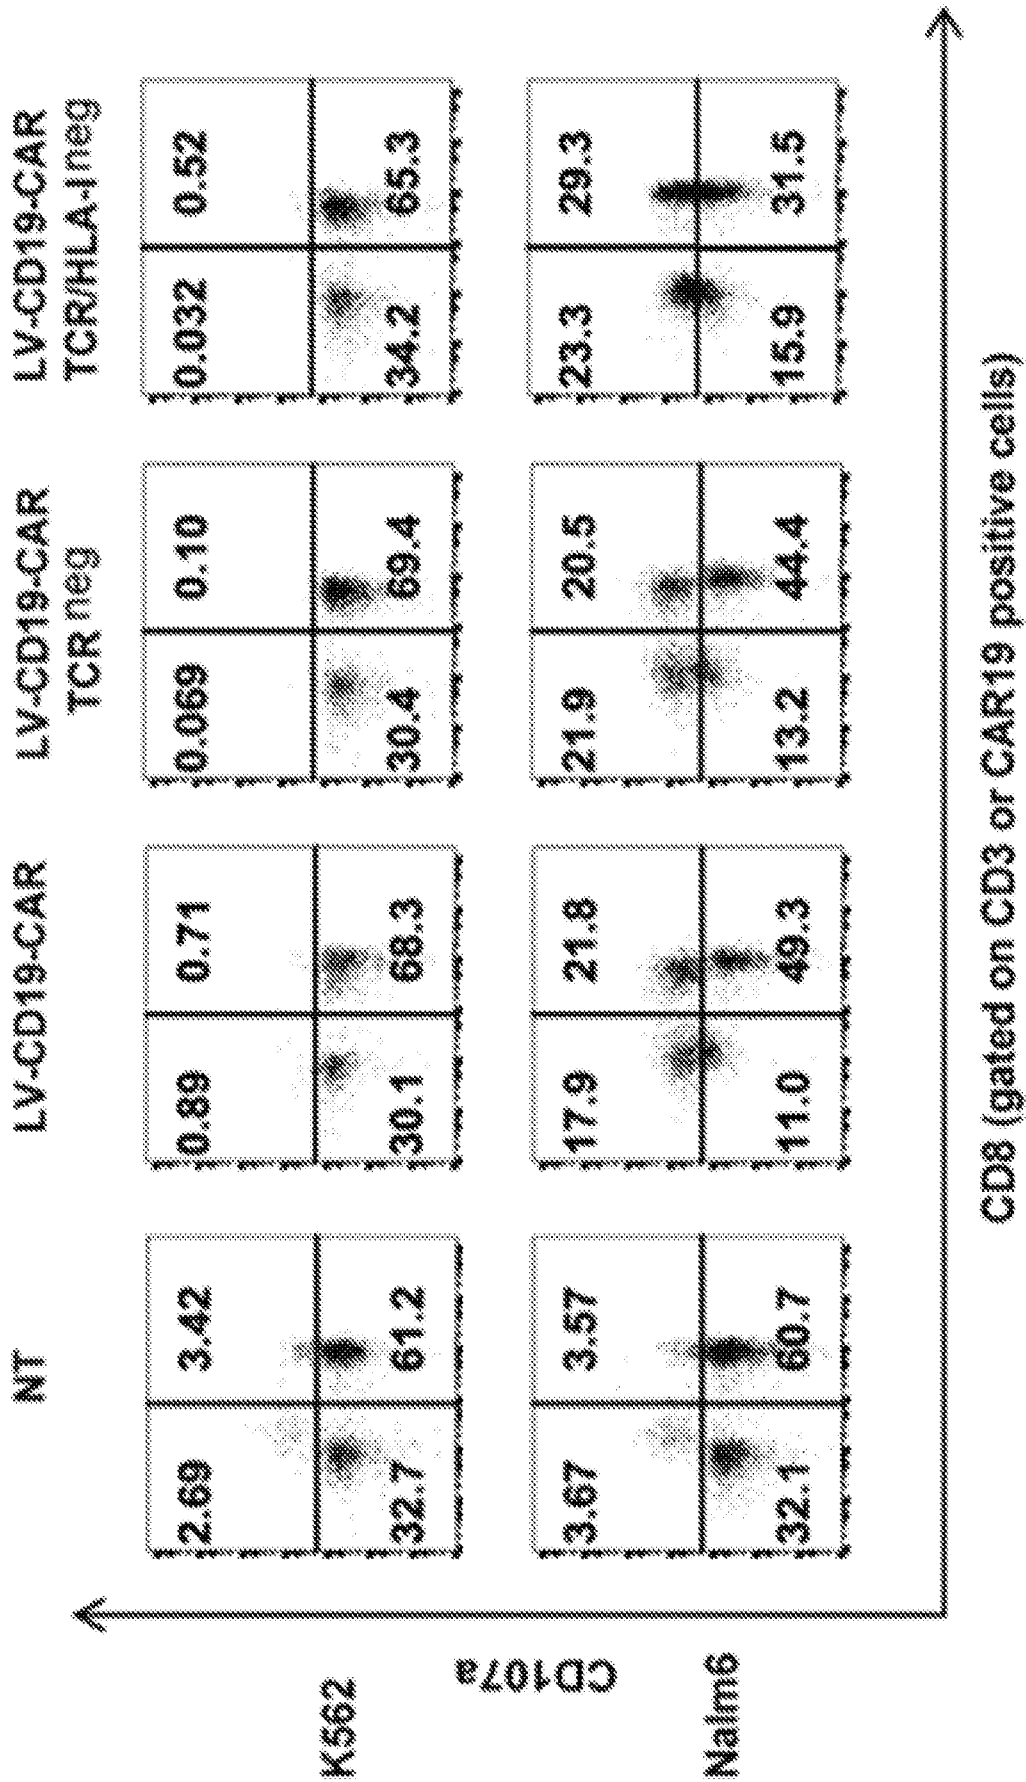 NT
LV-CD19-CAR
LV-CD19-CAR
TCR neg
LV-CD19-CAR
TCR/HLA-I neg
K562
2.69 3.42
32.7 61.2
0.89 0.71
30.1 68.3
0.069 0.10
30.4 69.4
0.032 0.52
34.2 65.3
CD107a
Nalm6
3.67 3.57
32.1 60.7
17.9 21.8
11.0 49.3
21.9 20.5
13.2 44.4
23.3 29.3
15.9 31.5
CD8 (gated on CD3 or CAR19 positive cells)